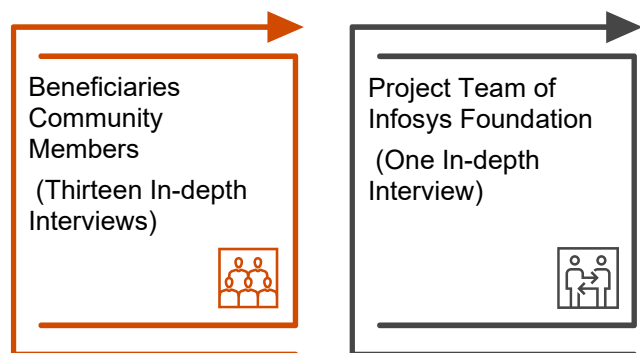 Beneficiaries
Community
Members
(Thirteen In-depth
Interviews)
Project Team of
Infosys Foundation
(One In-depth
Interview)